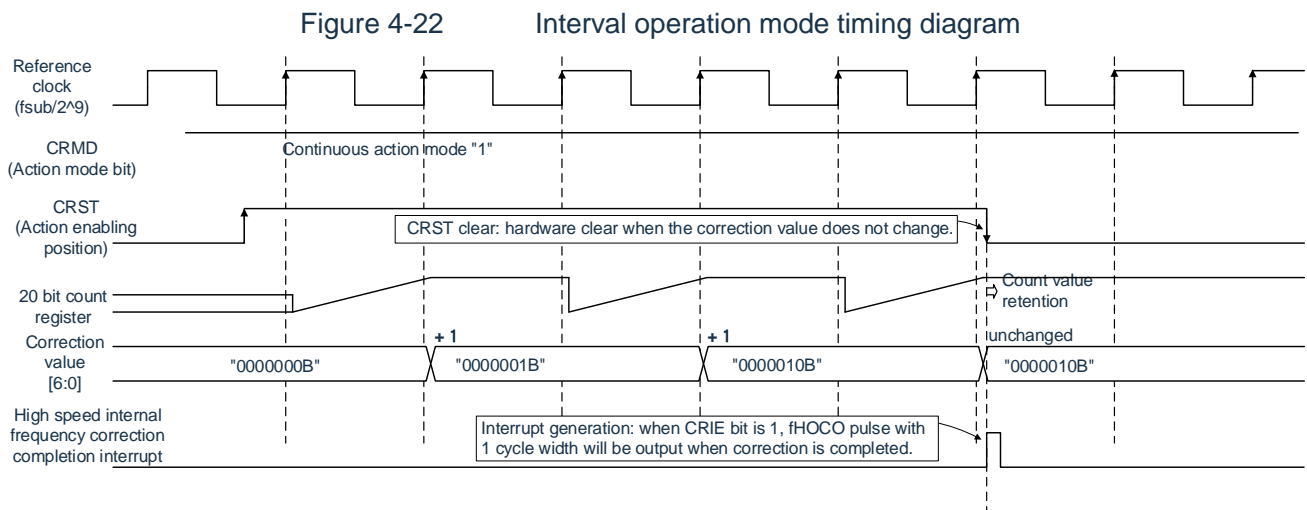 Figure 4-22 Interval operation mode timing diagram
Reference
clock
(fsub/2^9)
CRMD
(Action mode bit)
Continuous action mode "1"
CRST
(Action enabling
position)
CRST clear: hardware clear when the correction value does not change.
20 bit count
register
Count value
retention
Correction
value
[6:0]
+ 1
+ 1
unchanged
"0000000B"
"0000001B"
"0000010B"
"0000010B"
High speed internal
frequency correction
completion interrupt
Interrupt generation: when CRIE bit is 1, fHOCO pulse with
1 cycle width will be output when correction is completed.